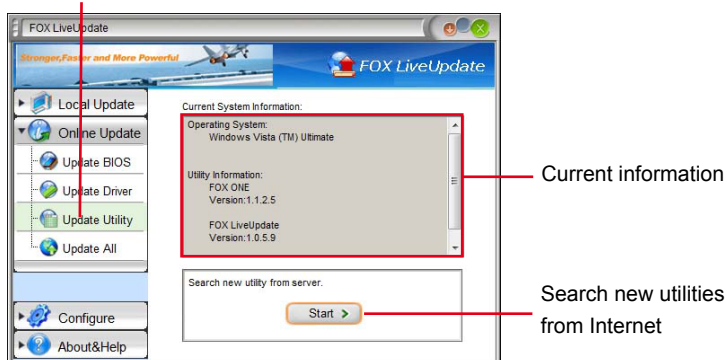 FOX LiveUpdate
Stronger,Faster and More Powerful
FOX LiveUpdate
Local Update
Online Update
Update BIOS
Update Driver
Update Utility
Update All
Configure
About&Help
Current System Information:
Operating System:
Windows Vista (TM) Ultimate
Utility Information:
FOX ONE
Version:1.1.2.5
FOX LiveUpdate
Version:1.0.5.9
Search new utility from server.
Start
Current information
Search new utilities
from Internet